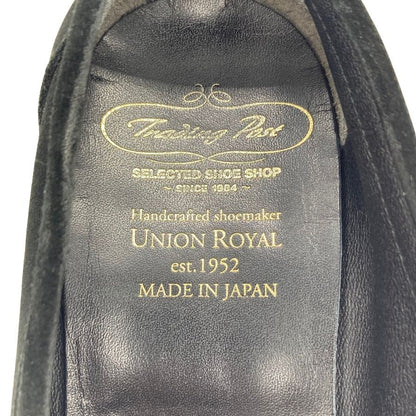 Trading Post
SELECTED SHOE SHOP
~ SINCE 1984 ~
Handcrafted shoemaker
UNION ROYAL
est.1952
MADE IN JAPAN